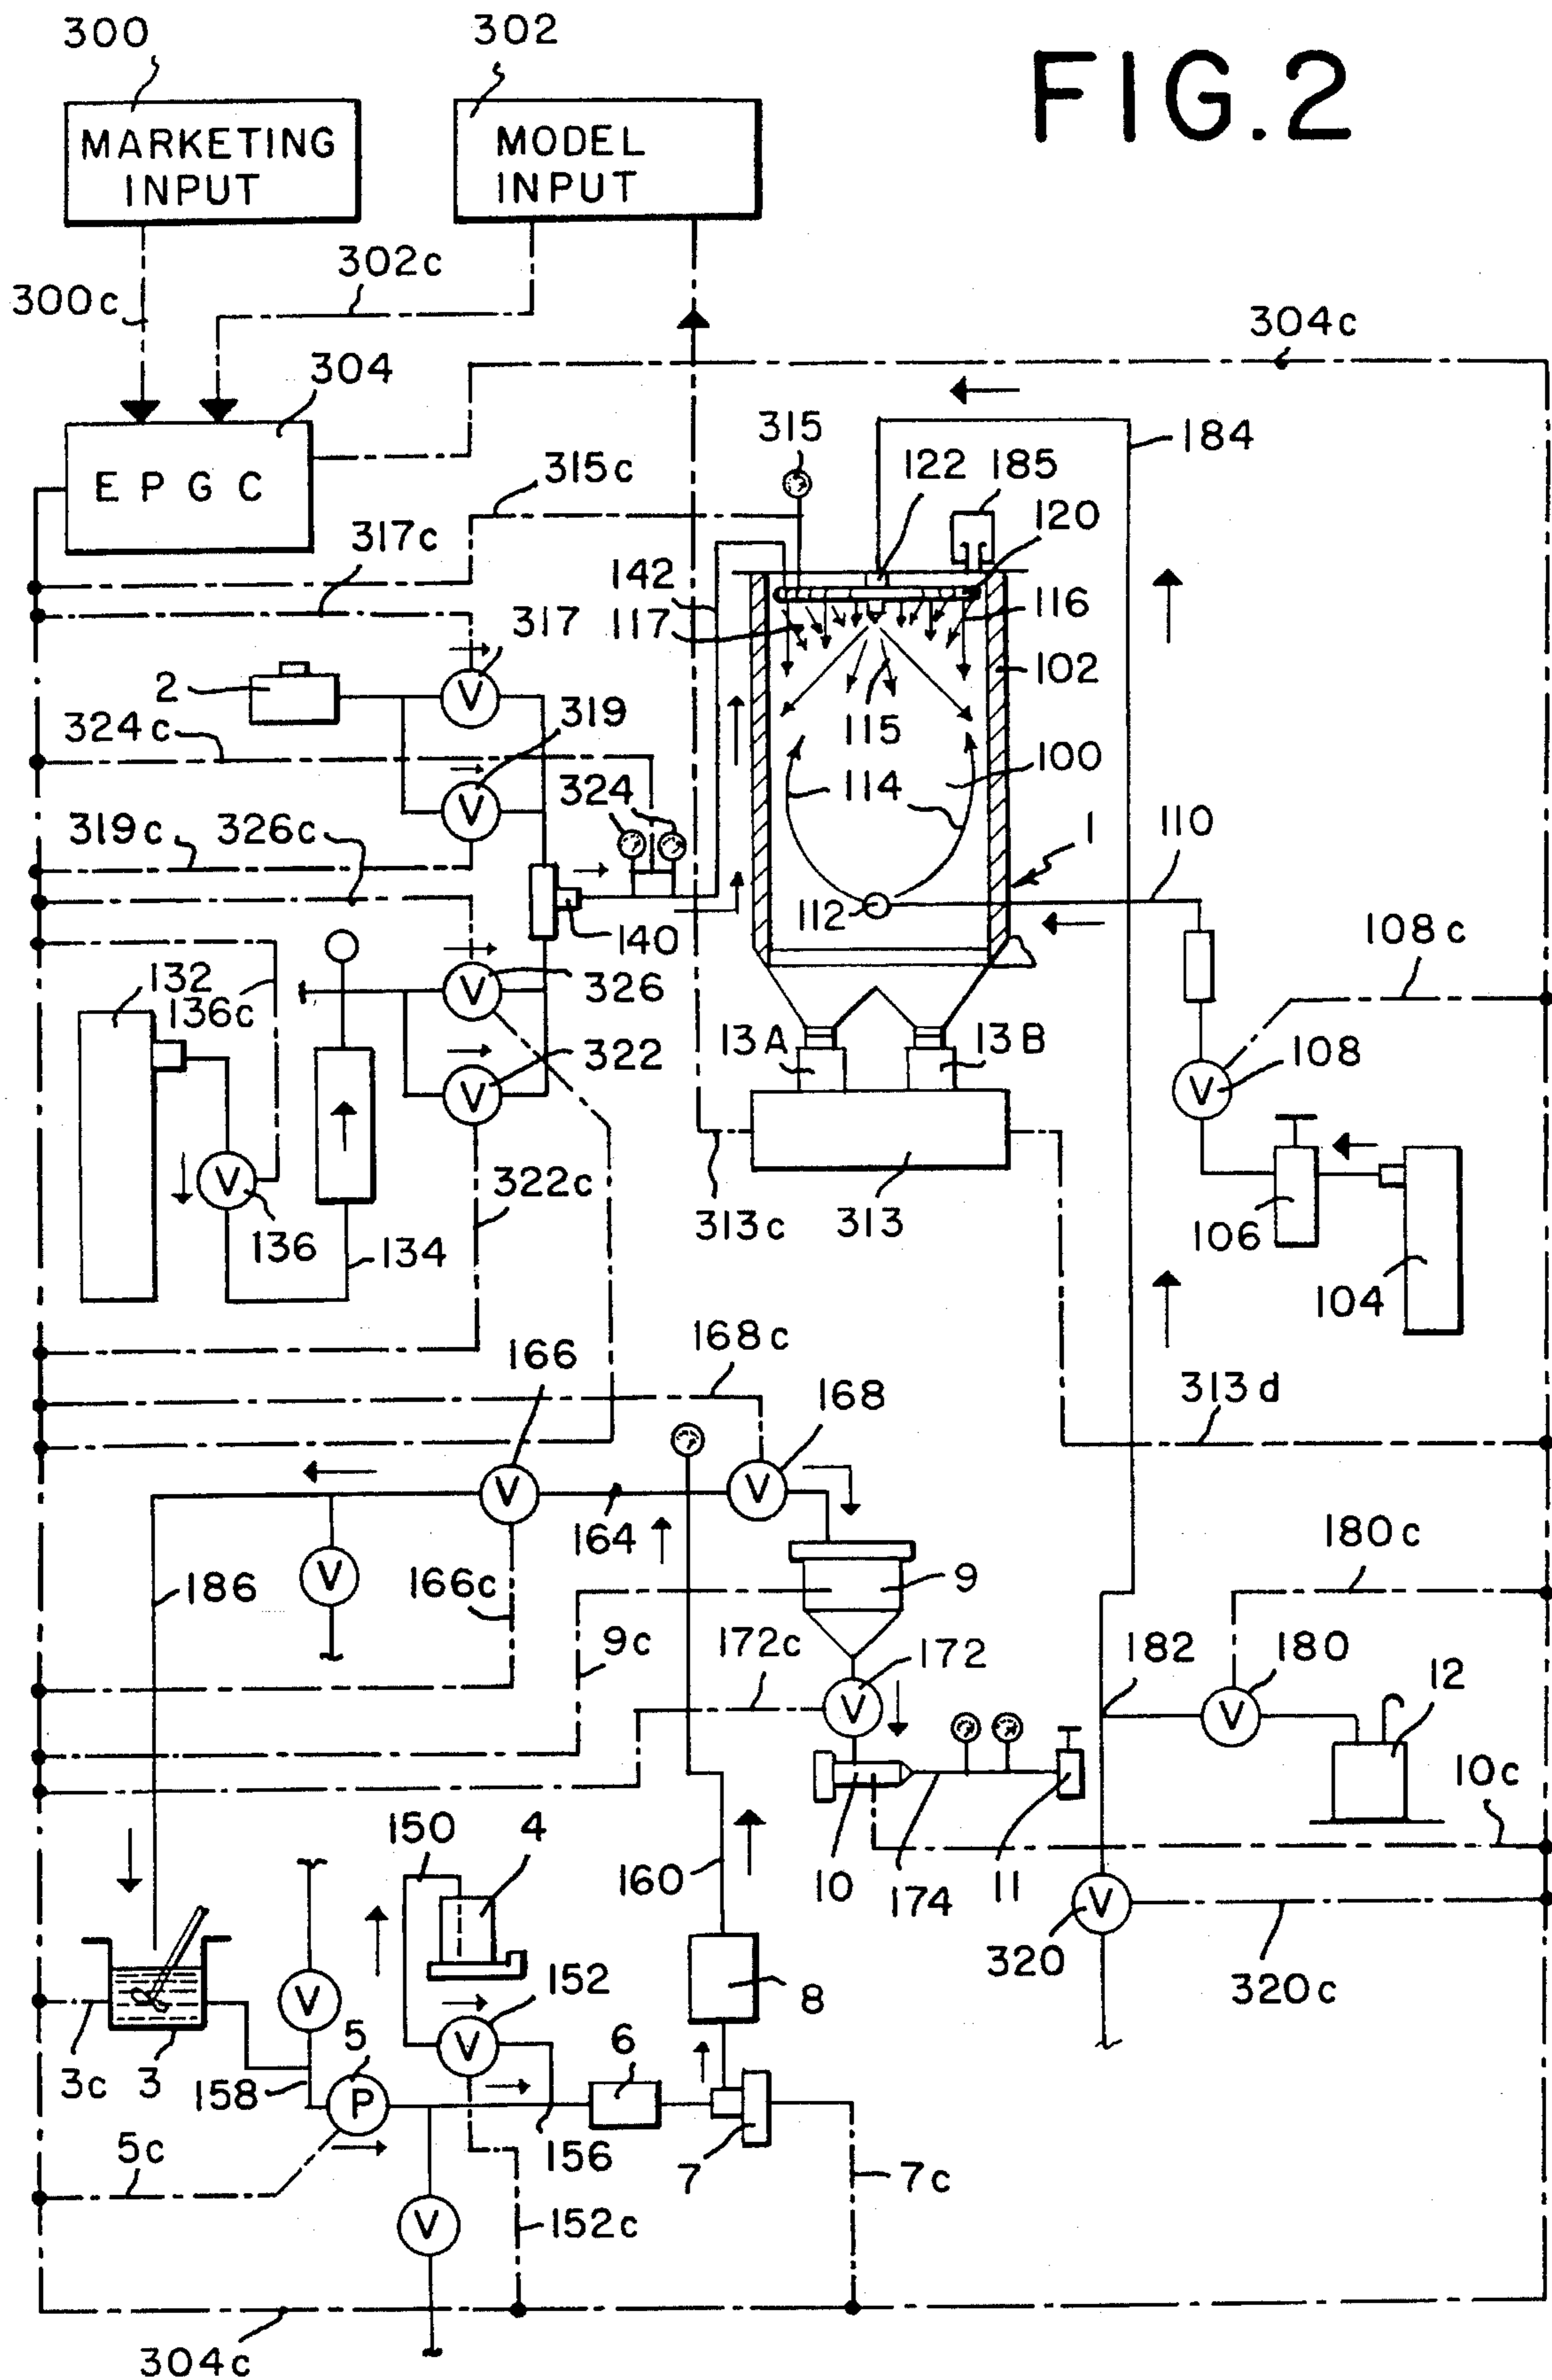 300
302
FIG.2
MARKETING
INPUT
MODEL
INPUT
302c
300c
304c
304
E P G C
315
184
315c
122
185
120
317c
142
117
116
317
2
102
319
324c
115
100
114
324
319c
326c
110
1
112
140
108c
132
136c
326
13A
13B
322
108
V
V
V
V
V
V
136
134
322c
313c
313
106
104
166
168c
168
313d
V
V
164
180c
186
V
166c
9
9c
172c
172
182
180
12
V
V
10c
150
4
160
10
174
11
V
320
320c
152
8
V
V
5
6
3c
3
158
P
156
7
5c
7c
V
152c
304c